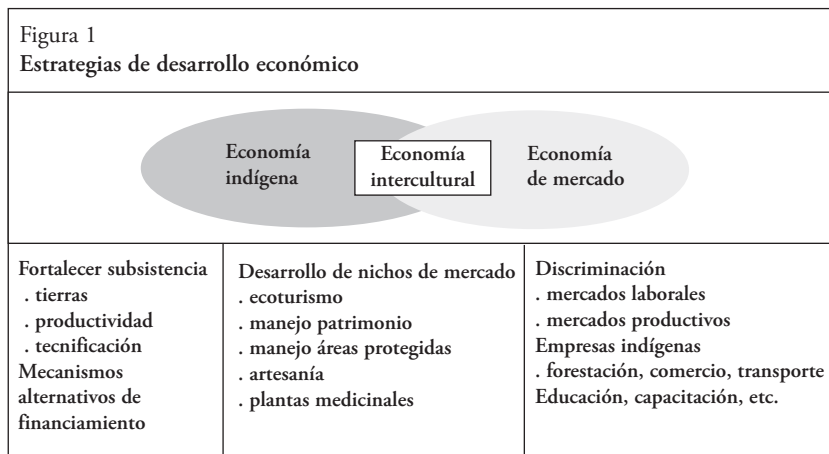 Figura 1
Estrategias de desarrollo económico
Economía
indígena
Economía
intercultural
Economía
de mercado
Fortalecer subsistencia
. tierras
. productividad
. tecnificación
Mecanismos
alternativos de
financiamiento
Desarrollo de nichos de mercado
. ecoturismo
. manejo patrimonio
. manejo áreas protegidas
. artesanía
. plantas medicinales
Discriminación
. mercados laborales
. mercados productivos
Empresas indígenas
. forestación, comercio, transporte
Educación, capacitación, etc.